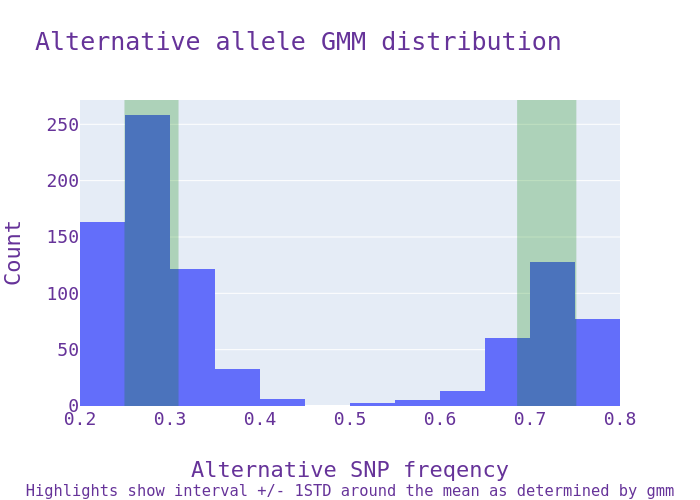 Alternative allele GMM distribution
250
200
150
100
50
0
Count
0.2 0.3 0.4 0.5 0.6 0.7 0.8
Alternative SNP freqency
Highlights show interval +/- 1STD around the mean as determined by gmm